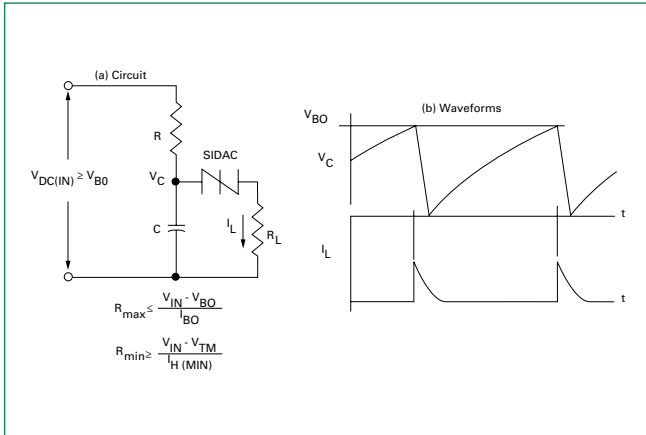 (a) Circuit
R
SIDAC
V_DC(IN) ≥ V_B0
V_C
C
I_L
R_L
R_max ≤ (V_IN - V_BO) / I_BO
R_min ≥ (V_IN - V_TM) / I_H (MIN)
(b) Waveforms
V_BO
V_C
t
I_L
t